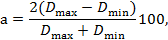 a = 2(D_max − D_min) / D_max + D_min 100,